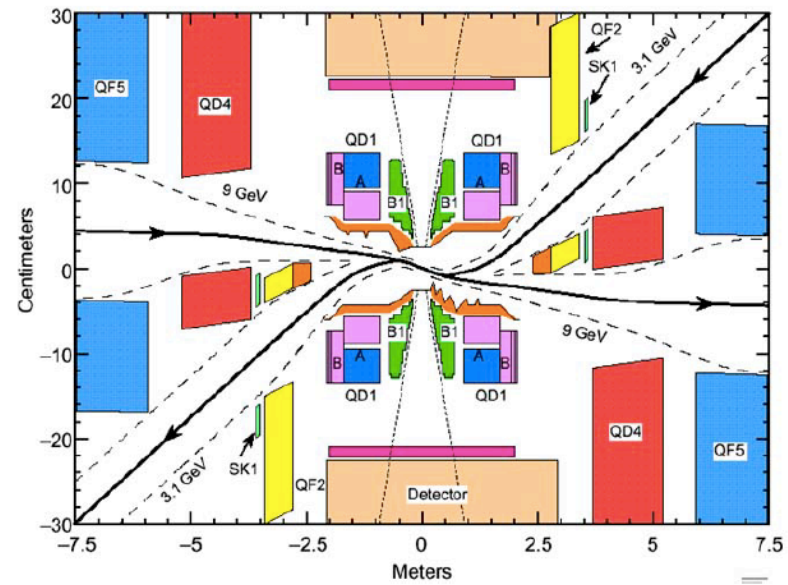 30
20
10
0
−10
−20
−30
Centimeters
−7.5
−5
−2.5
0
2.5
5
7.5
Meters
QF5
QD4
9 GeV
QD1
QD1
B
A
B1
B1
A
B
QF2
SK1
3.1 GeV
B1
B1
B
A
A
B
QD1
QD1
9 GeV
SK1
3.1 GeV
QF2
Detector
QD4
QF5